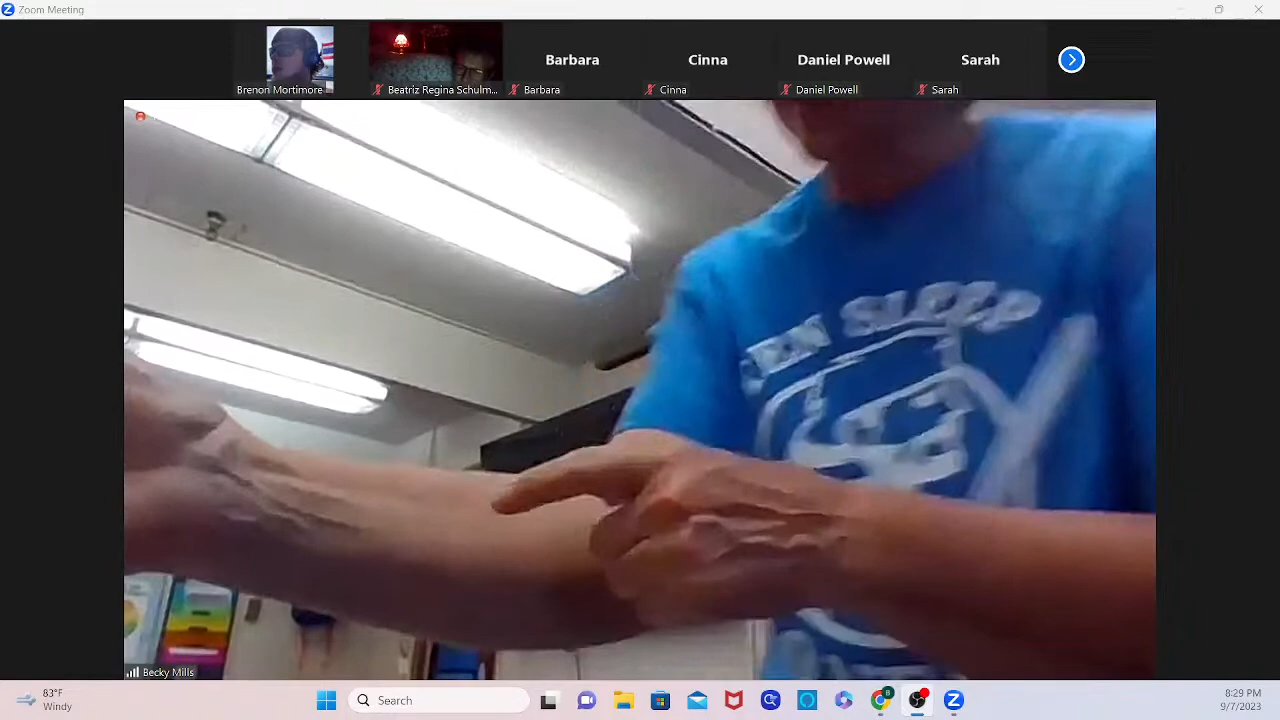 Zoom Meeting
Barbara
Cinna
Daniel Powell
Sarah
Brenon Mortimore
Beatriz Regina Schulm...
Barbara
Cinna
Daniel Powell
Sarah
SLEEP
Becky Mills
83°F
Windy
Search
8:29 PM
9/7/2023